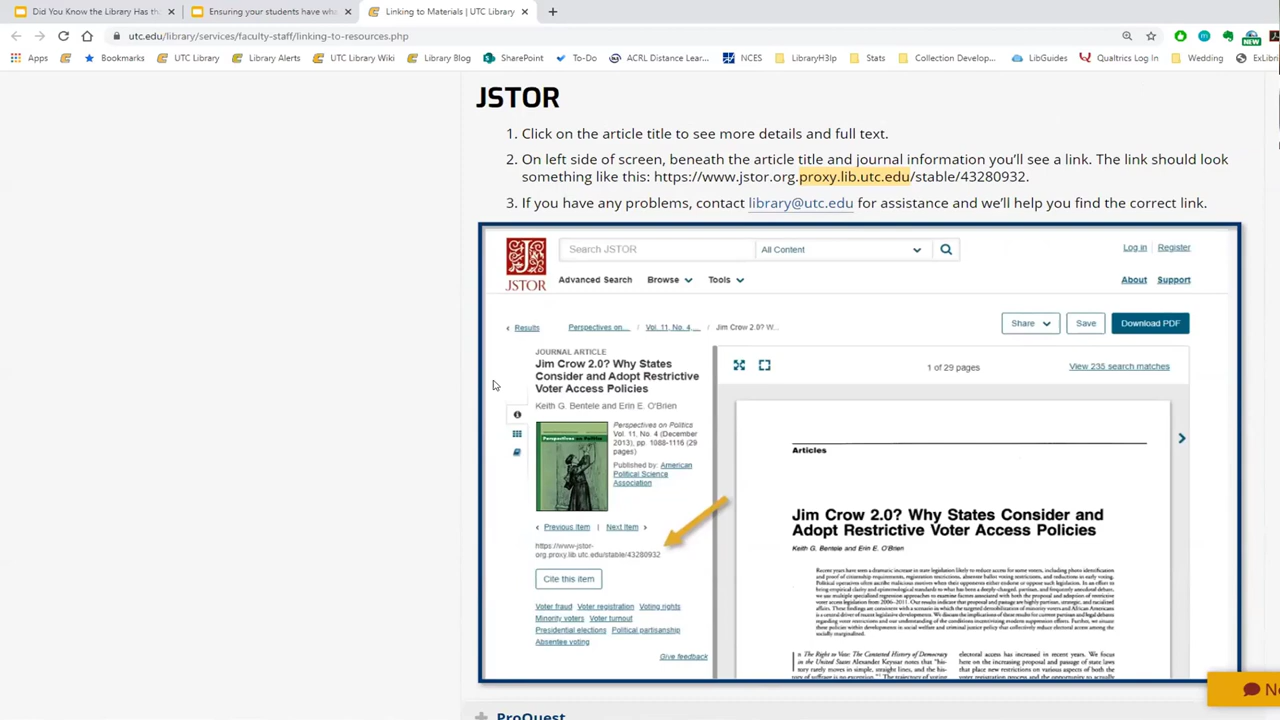 Did You Know the Library Has th
Ensuring your students have wha
Linking to Materials | UTC Library
utc.edu/library/services/faculty-staff/linking-to-resources.php
Apps
Bookmarks
UTC Library
Library Alerts
UTC Library Wiki
Library Blog
SharePoint
To-Do
ACRL Distance Lear...
NCES
LibraryH3lp
Stats
Collection Develop...
LibGuides
Qualtrics Log In
Wedding
ExLibri
NEW
JSTOR
1. Click on the article title to see more details and full text.
2. On left side of screen, beneath the article title and journal information you'll see a link. The link should look
something like this: https://www.jstor.org.proxy.lib.utc.edu/stable/43280932.
3. If you have any problems, contact library@utc.edu for assistance and we'll help you find the correct link.
JSTOR
Search JSTOR
All Content
Log in
Register
Advanced Search
Browse
Tools
About
Support
Results
Perspectives on...
/
Vol. 11, No. 4,...
/
Jim Crow 2.0? W...
Share
Save
Download PDF
JOURNAL ARTICLE
Jim Crow 2.0? Why States
Consider and Adopt Restrictive
Voter Access Policies
Keith G. Bentele and Erin E. O'Brien
Perspectives on Politics
Vol. 11, No. 4 (December
2013), pp. 1088-1116 (29
pages)
Published by: American
Political Science
Association
Previous Item | Next Item
https://www-jstor-
org.proxy.lib.utc.edu/stable/43280932
Cite this item
Voter fraud Voter registration Voting rights
Minority voters Voter turnout
Presidential elections Political partisanship
Absentee voting
Give feedback
1 of 29 pages
View 235 search matches
Articles
Jim Crow 2.0? Why States Consider and
Adopt Restrictive Voter Access Policies
Keith G. Bentele and Erin E. O'Brien
ProQuest